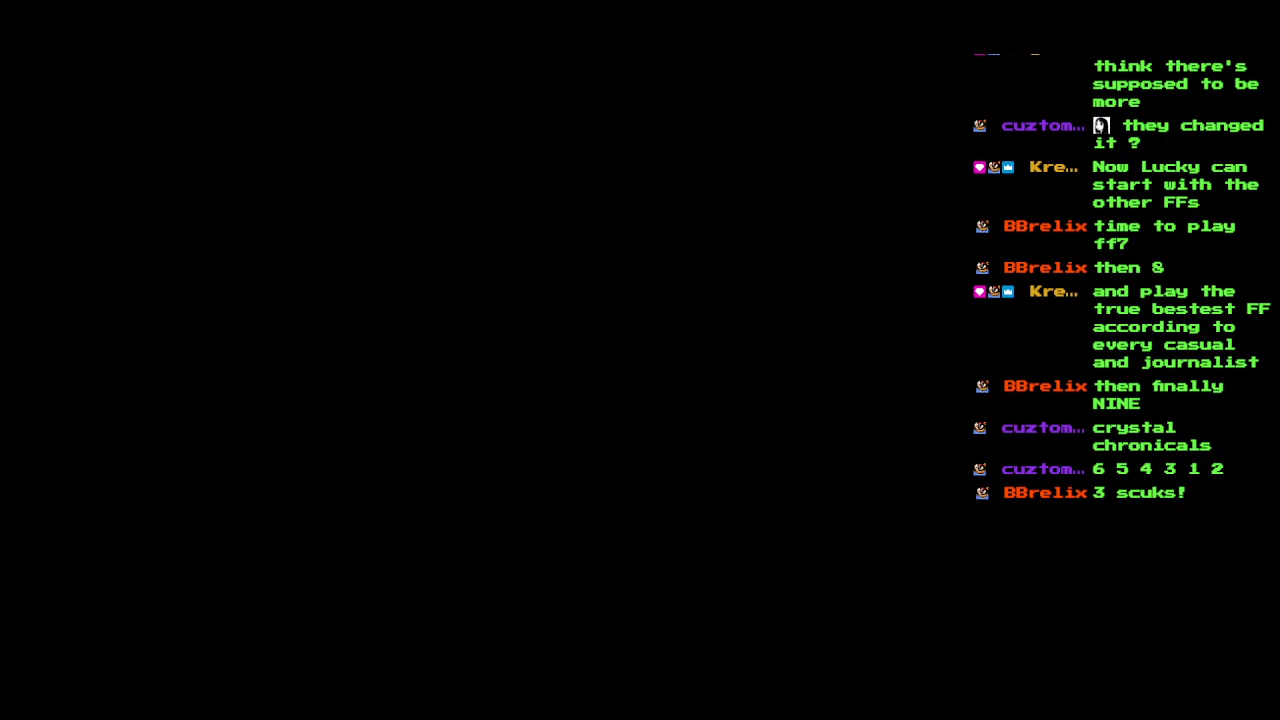 think there's
supposed to be
more
cuztom... they changed
it ?
Kre... Now Lucky can
start with the
other FFs
BBrelix time to play
ff7
BBrelix then 8
Kre... and play the
true bestest FF
according to
every casual
and journalist
BBrelix then finally
NINE
cuztom... crystal
chronicals
cuztom... 6 5 4 3 1 2
BBrelix 3 scuks!